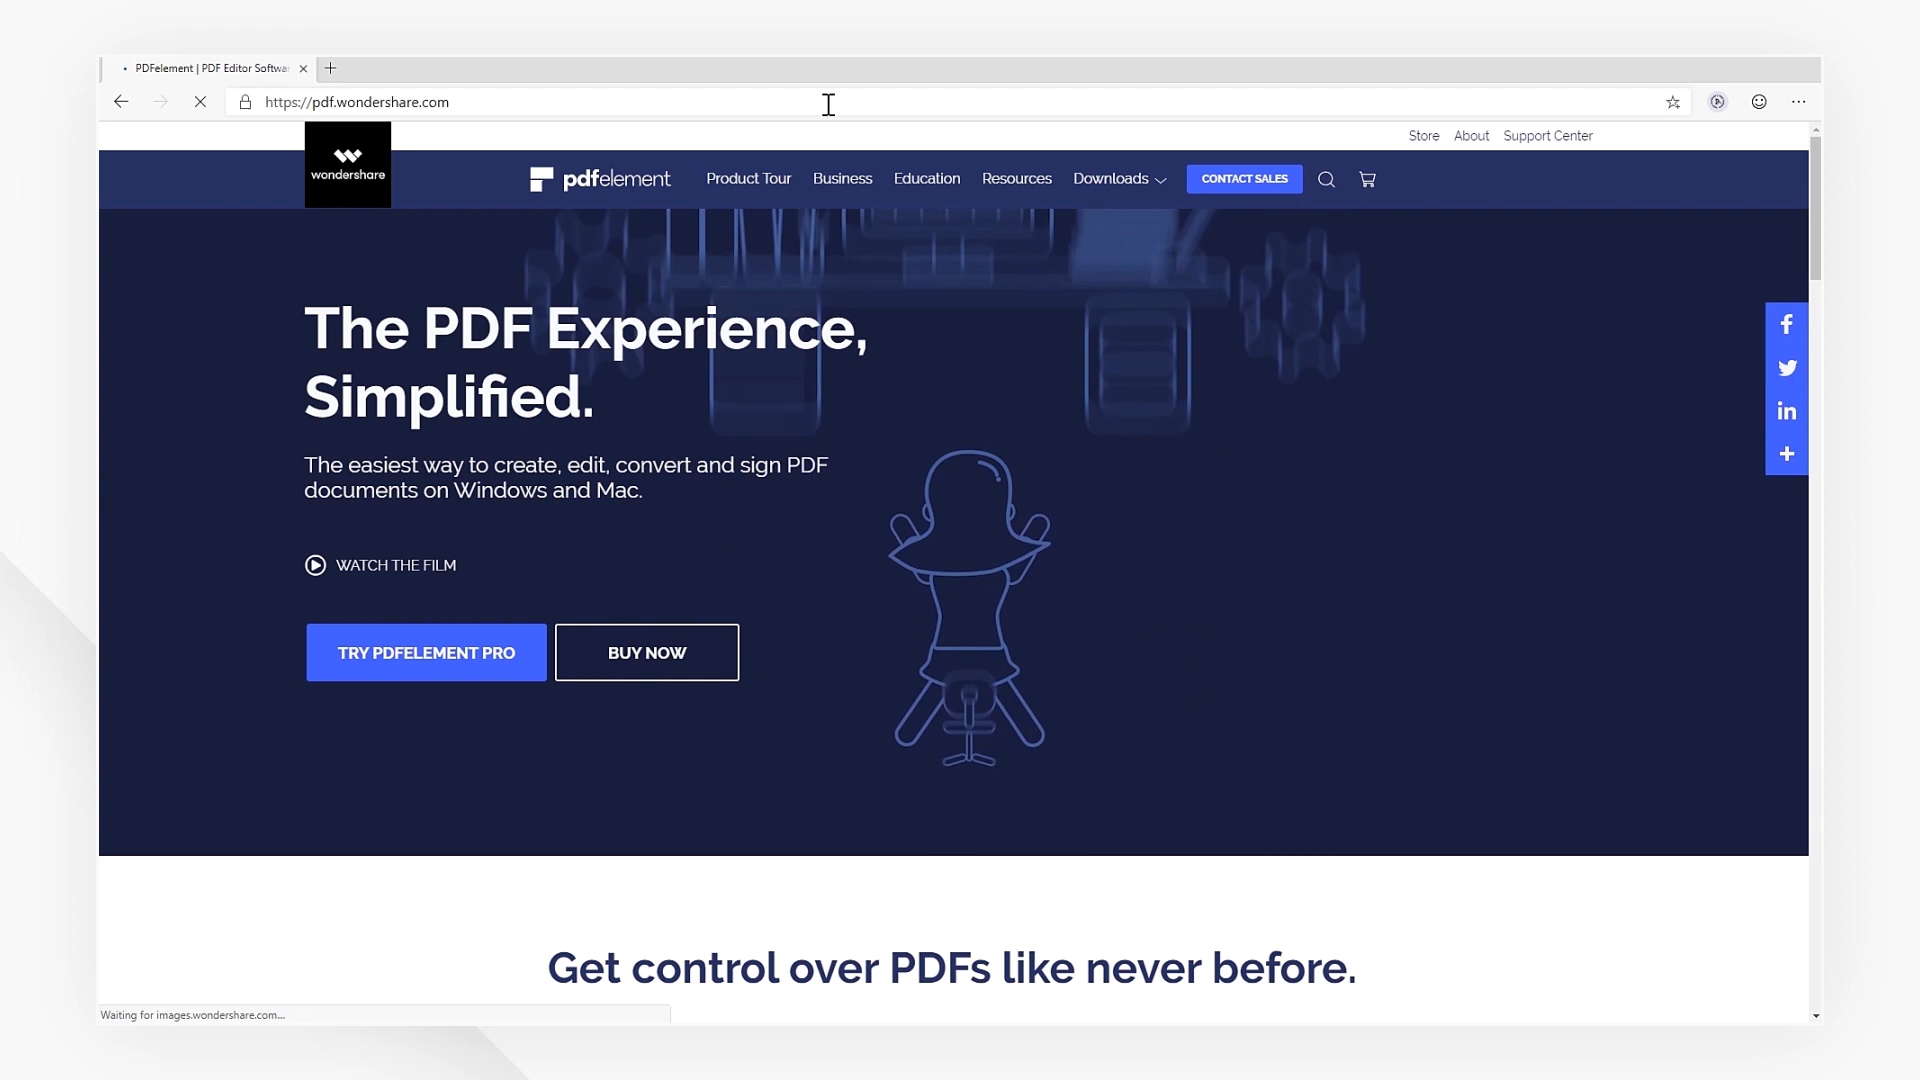 PDFelement | PDF Editor Softwa
https://pdf.wondershare.com
Store About Support Center
wondershare
pdfelement Product Tour Business Education Resources Downloads CONTACT SALES
The PDF Experience,
Simplified.
The easiest way to create, edit, convert and sign PDF
documents on Windows and Mac.
WATCH THE FILM
TRY PDFELEMENT PRO BUY NOW
Get control over PDFs like never before.
Waiting for images.wondershare.com...